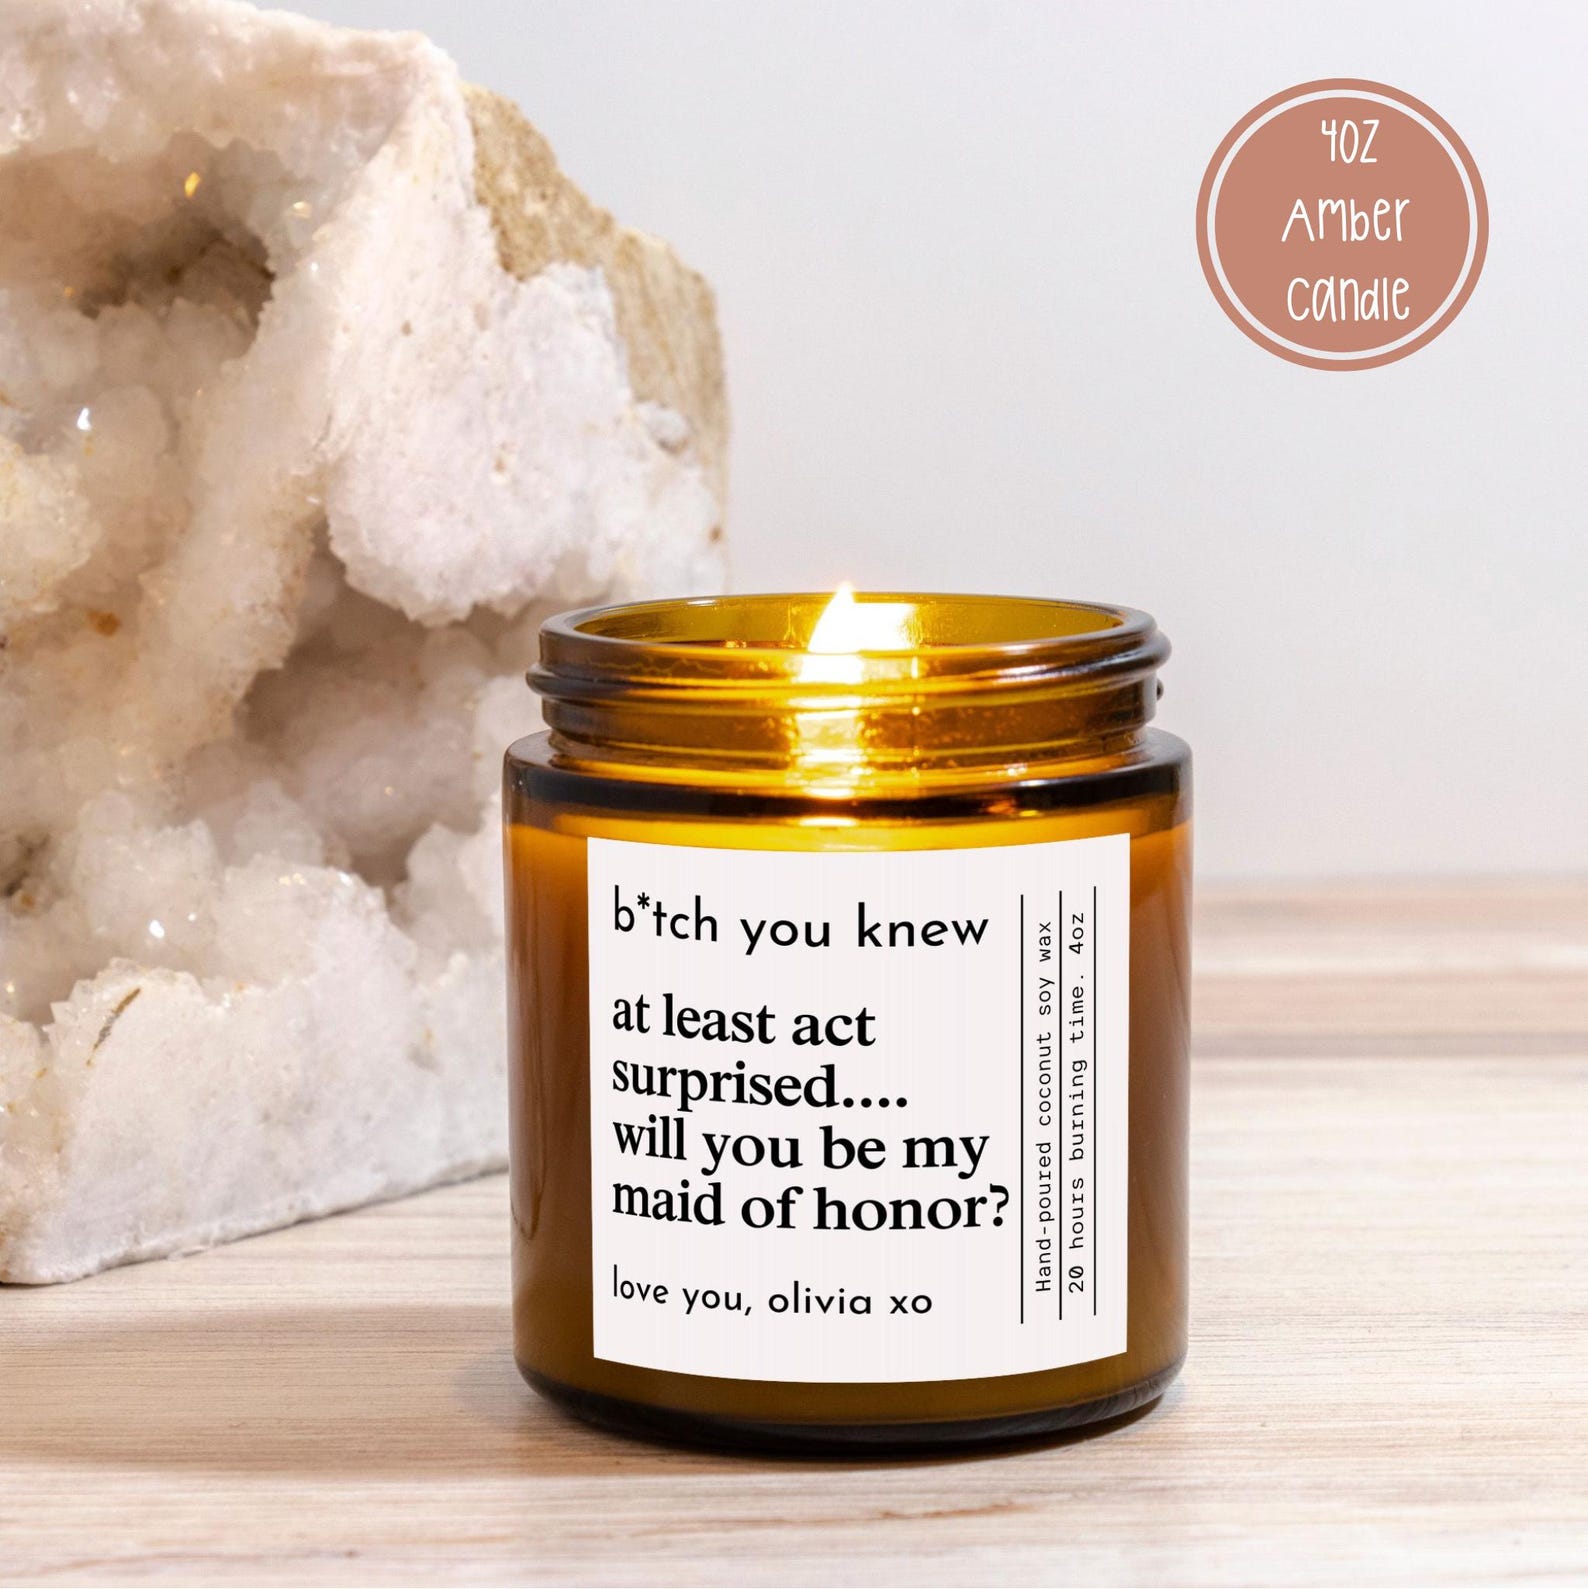 4OZ
Amber
candle
b*tch you knew
at least act
surprised....
will you be my
maid of honor?
love you, olivia xo
Hand-poured coconut soy wax
20 hours burning time. 4oz